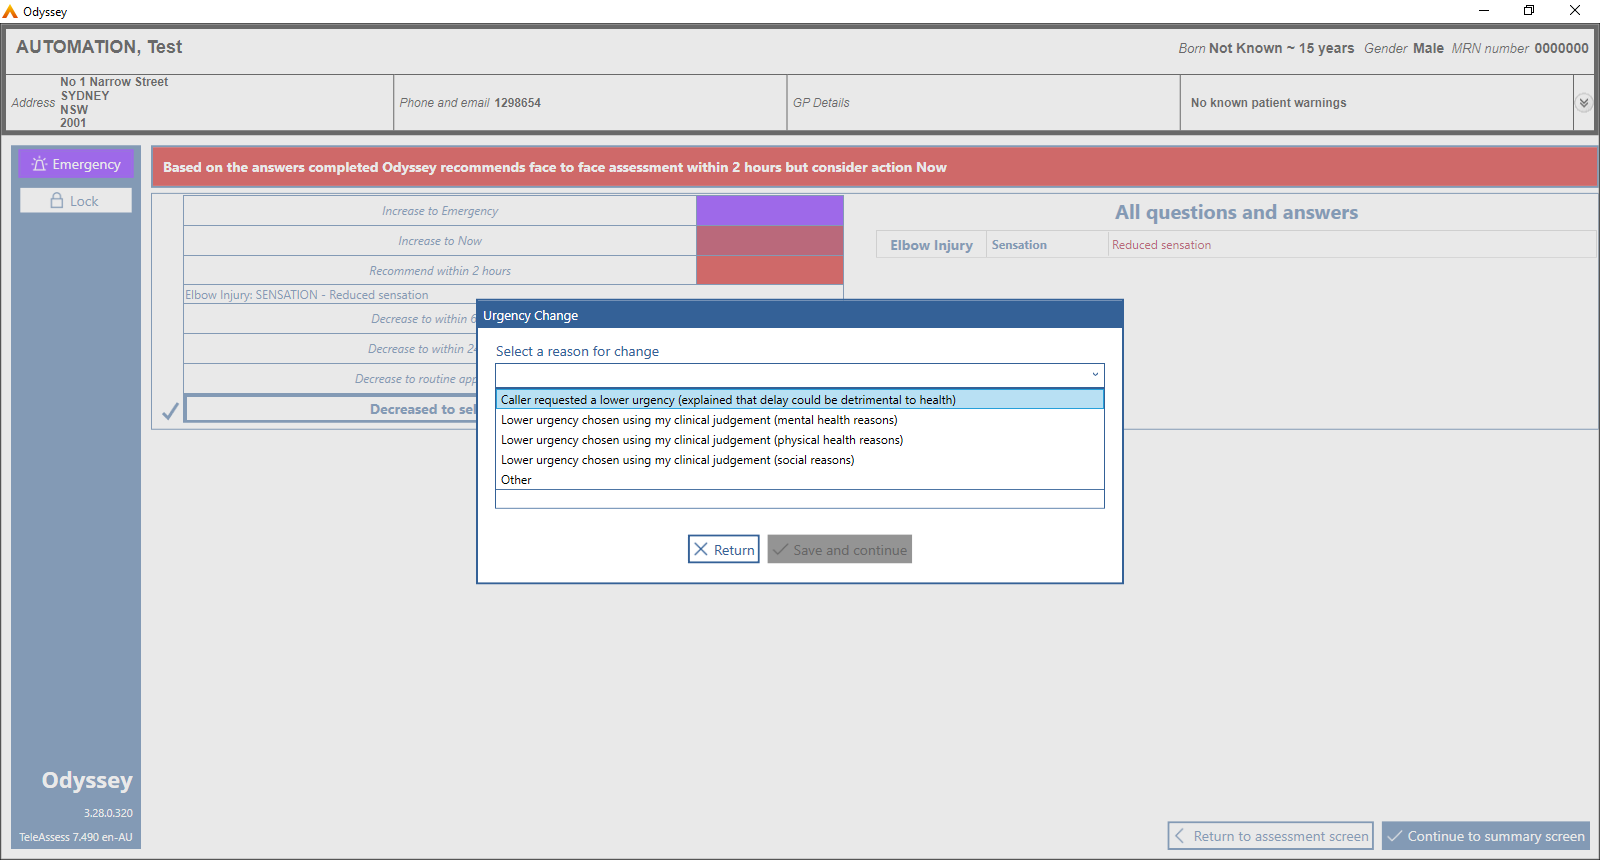 Odyssey
AUTOMATION, Test
Born Not Known ~ 15 years Gender Male MRN number 0000000
Address
No 1 Narrow Street
SYDNEY
NSW
2001
Phone and email 1298654
GP Details
No known patient warnings
Emergency
Lock
Based on the answers completed Odyssey recommends face to face assessment within 2 hours but consider action Now
Increase to Emergency
Increase to Now
Recommend within 2 hours
Elbow Injury: SENSATION - Reduced sensation
Decrease to within 6
Decrease to within 24
Decrease to routine app
Decreased to sel
All questions and answers
Elbow Injury Sensation Reduced sensation
Urgency Change
Select a reason for change
Caller requested a lower urgency (explained that delay could be detrimental to health)
Lower urgency chosen using my clinical judgement (mental health reasons)
Lower urgency chosen using my clinical judgement (physical health reasons)
Lower urgency chosen using my clinical judgement (social reasons)
Other
Return
Save and continue
Odyssey
3.28.0.320
TeleAssess 7.490 en-AU
Return to assessment screen
Continue to summary screen